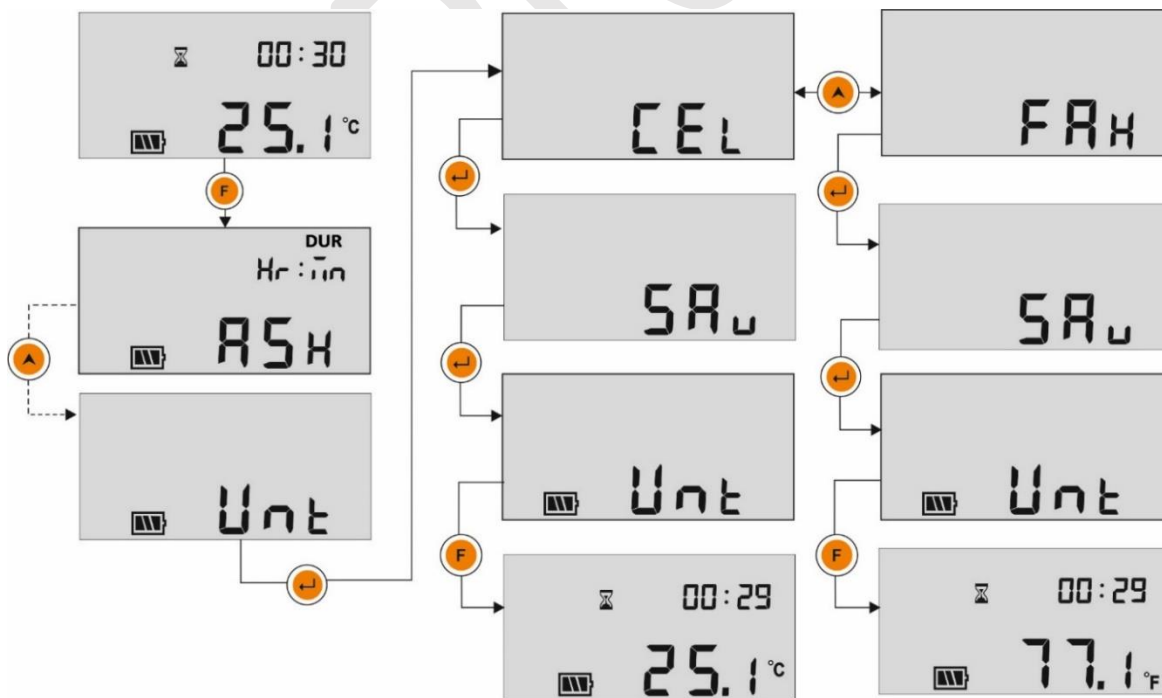 00:30
25.1 °C
F
DUR
Hr:mn
ASH
Unt
CEL
SAu
Unt
F
00:29
25.1 °C
FAH
SAu
Unt
F
00:29
77.1 °F